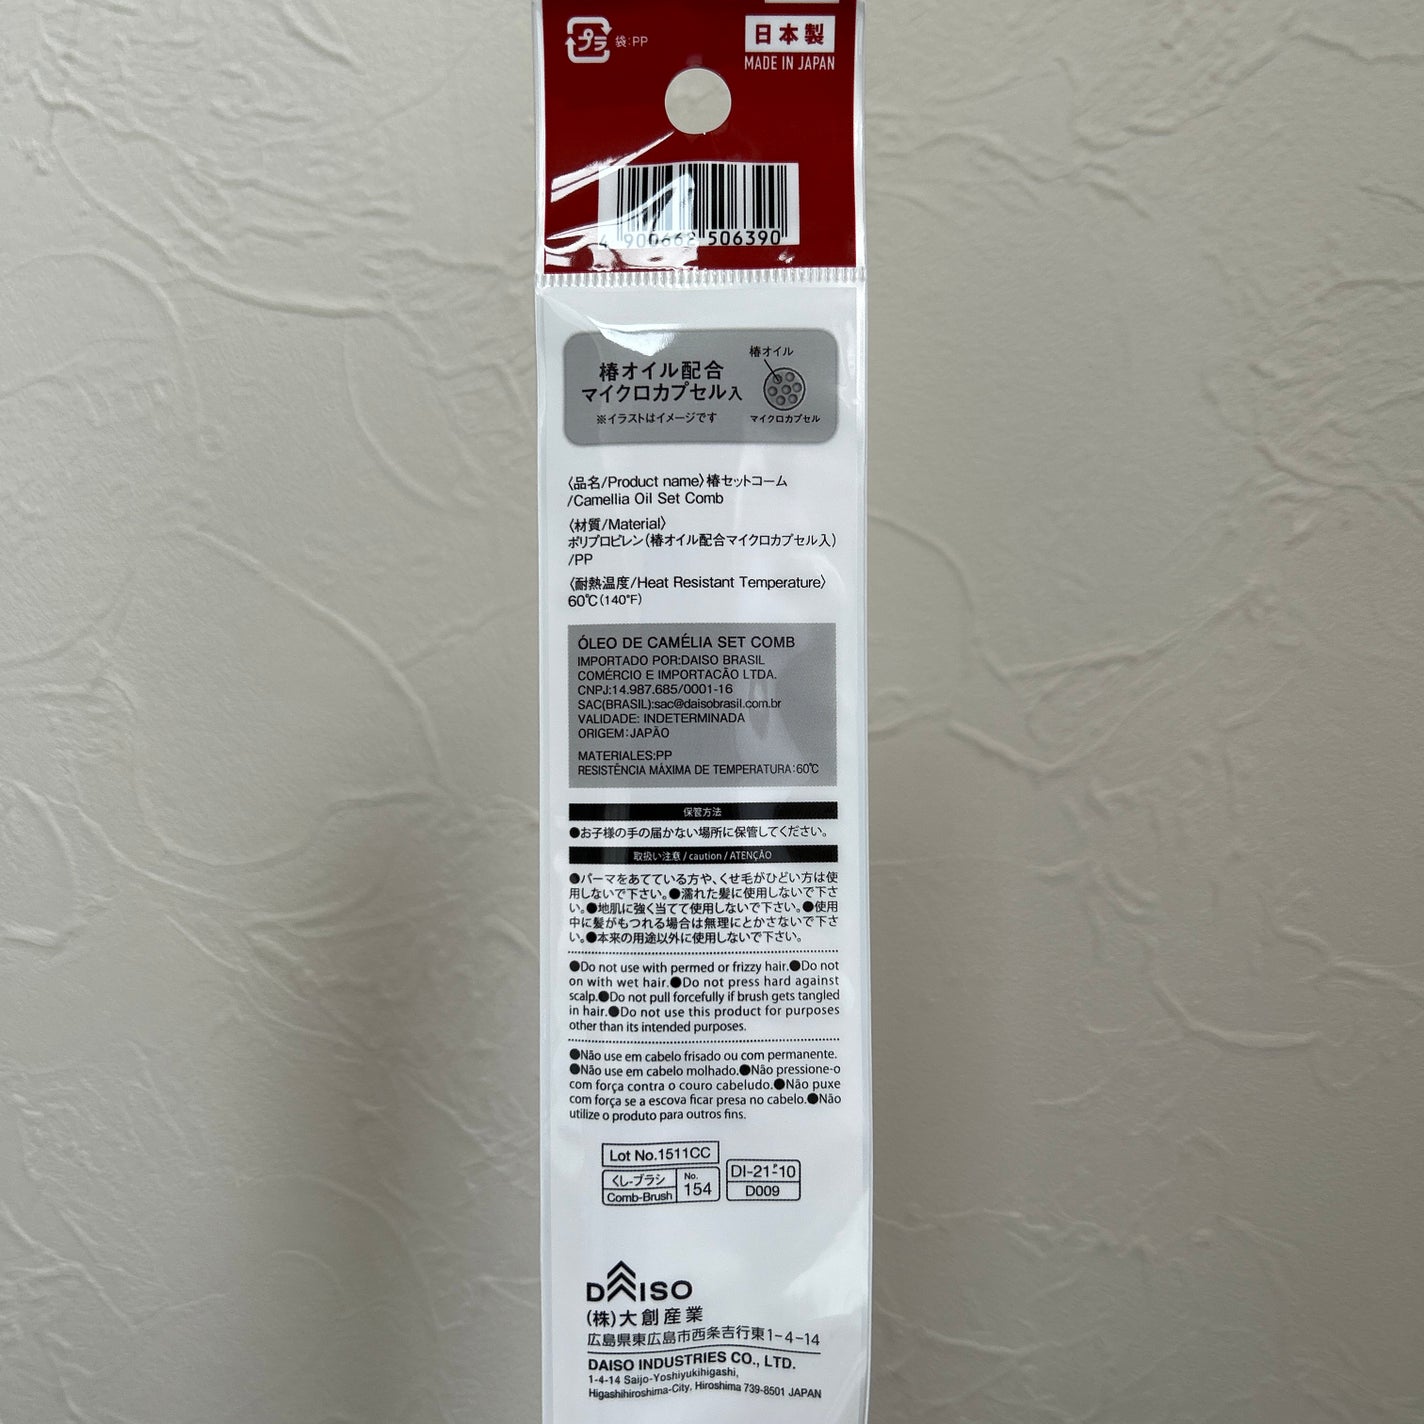 プラ 袋:PP
日本製
MADE IN JAPAN
4 900662 506390
椿オイル配合
マイクロカプセル入
※イラストはイメージです
椿オイル
マイクロカプセル
〈品名/Product name〉椿セットコーム
/Camellia Oil Set Comb
〈材質/Material〉
ポリプロピレン(椿オイル配合マイクロカプセル入)
/PP
〈耐熱温度/Heat Resistant Temperature〉
60℃(140°F)
ÓLEO DE CAMÉLIA SET COMB
IMPORTADO POR:DAISO BRASIL
COMÉRCIO E IMPORTACÃO LTDA.
CNPJ:14.987.685/0001-16
SAC(BRASIL):sac@daisobrasil.com.br
VALIDADE: INDETERMINADA
ORIGEM:JAPÃO
MATERIALES:PP
RESISTÊNCIA MÁXIMA DE TEMPERATURA:60℃
保管方法
●お子様の手の届かない場所に保管してください。
取扱い注意 / caution / ATENÇÃO
●パーマをあてている方や、くせ毛がひどい方は使
用しないで下さい。●濡れた髪に使用しないで下さ
い。●地肌に強く当てて使用しないで下さい。●使用
中に髪がもつれる場合は無理にとかさないで下さ
い。●本来の用途以外に使用しないで下さい。
●Do not use with permed or frizzy hair.●Do not
on with wet hair.●Do not press hard against
scalp.●Do not pull forcefully if brush gets tangled
in hair.●Do not use this product for purposes
other than its intended purposes.
●Não use em cabelo frisado ou com permanente.
●Não use em cabelo molhado.●Não pressione-o
com força contra o couro cabeludo.●Não puxe
com força se a escova ficar presa no cabelo.●Não
utilize o produto para outros fins.
Lot No.1511CC
くし-ブラシ
Comb-Brush
No.
154
DI-21-10
D009
DAISO
(株)大創産業
広島県東広島市西条吉行東1-4-14
DAISO INDUSTRIES CO., LTD.
1-4-14 Saijo-Yoshiyukihigashi,
Higashihiroshima-City, Hiroshima 739-8501 JAPAN